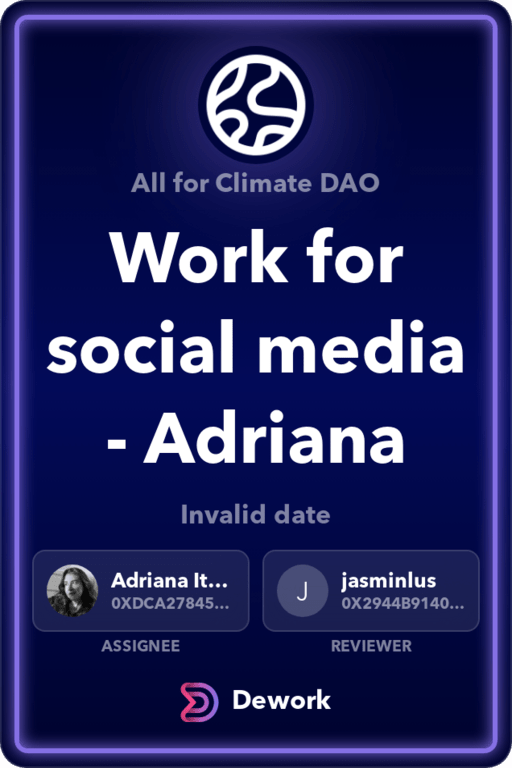 All for Climate DAO
Work for
social media
- Adriana
Invalid date
Adriana It...
0XDCA27845...
ASSIGNEE
J
jasminlus
0X2944B9140...
REVIEWER
Dework